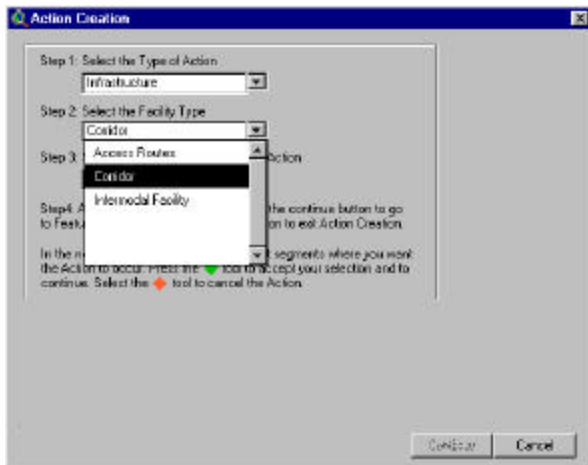 Action Creation
Step 1: Select the Type of Action
Infrastructure
Step 2: Select the Facility Type
Corridor
Access Routes
Step 3: Action
Corridor
Intermodal Facility
Step4: A the continue button to go
to Featu on to exit Action Creation.
In the n t segments where you want
the Action to occur. Press the tool to accept your selection and to
continue. Select the tool to cancel the Action.
Continue Cancel